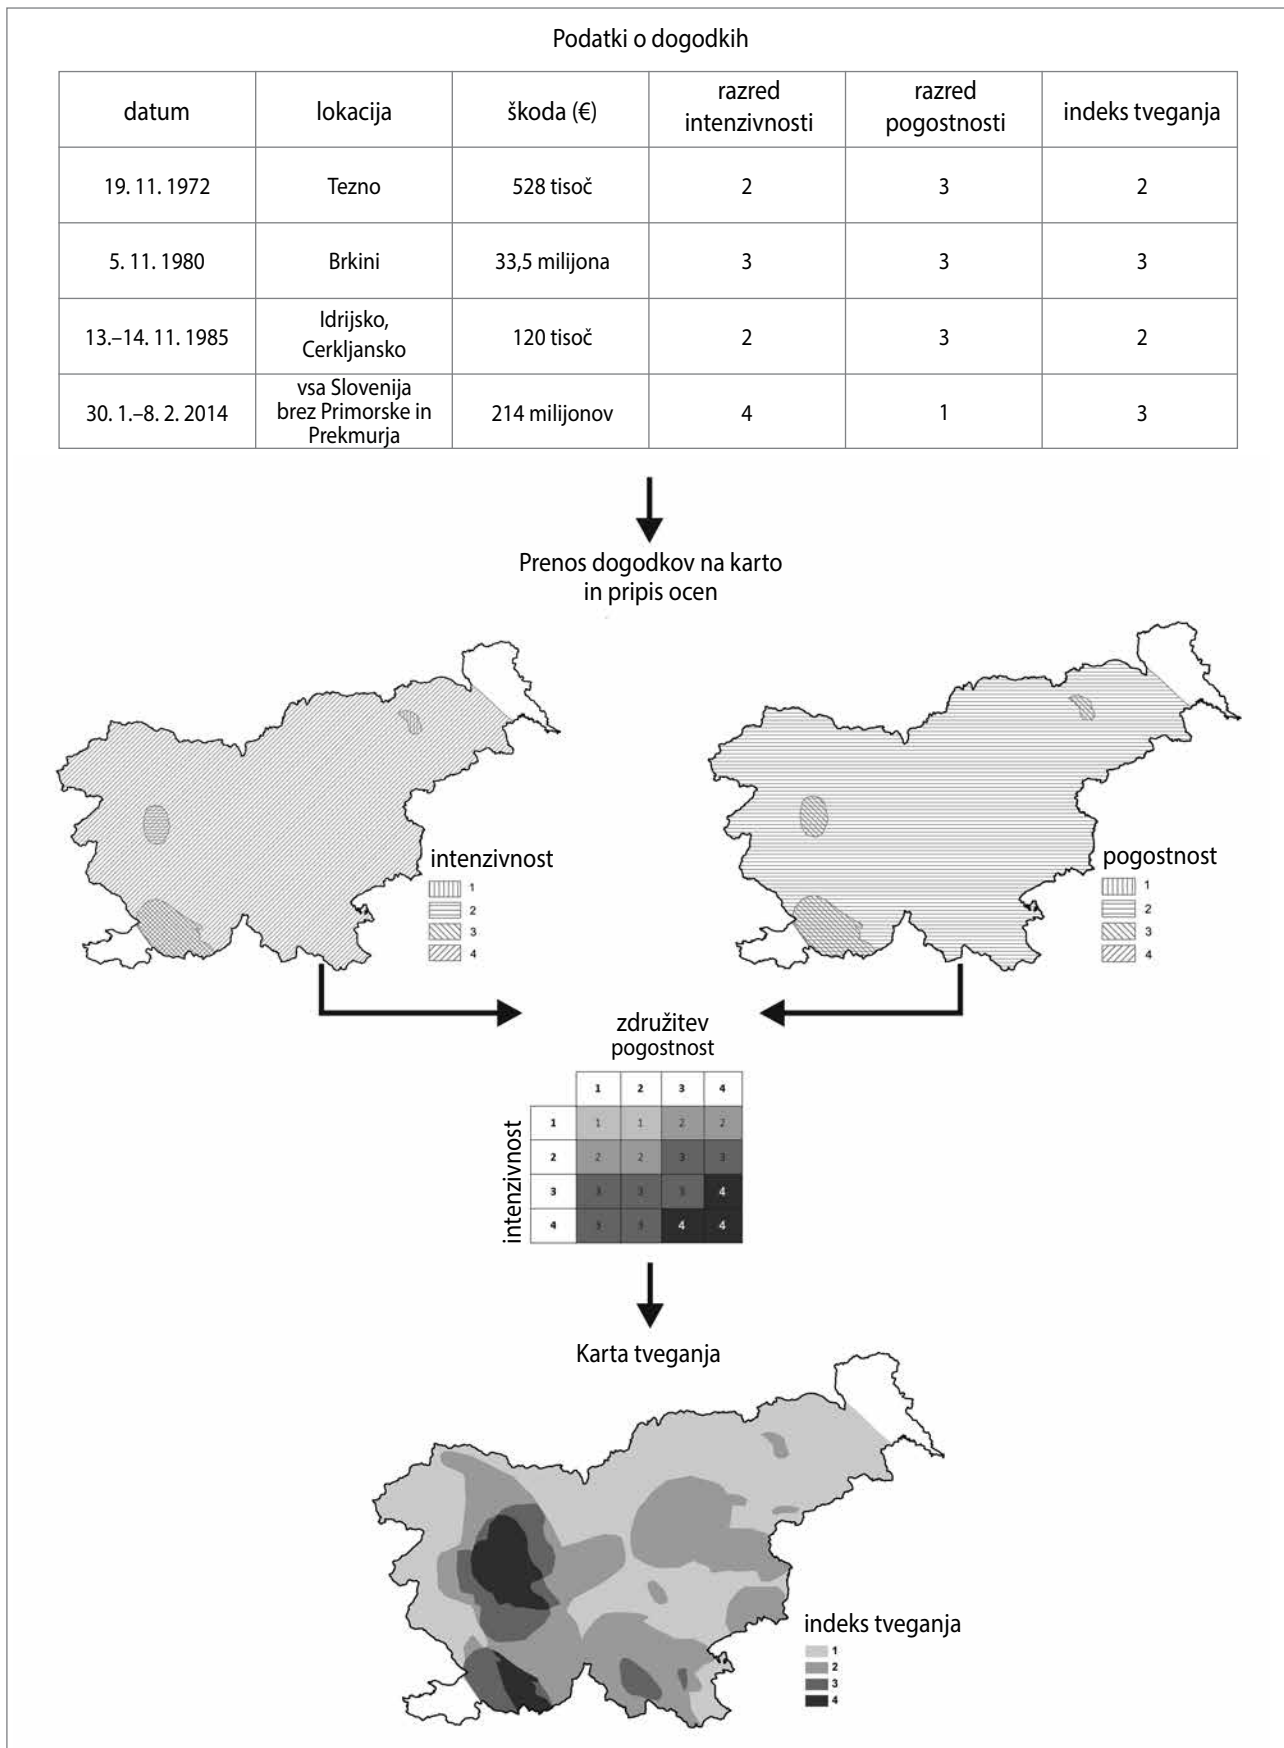 Podatki o dogodkih
datum lokacija škoda (€) razred intenzivnosti razred pogostnosti indeks tveganja
19. 11. 1972 Tezno 528 tisoč 2 3 2
5. 11. 1980 Brkini 33,5 milijona 3 3 3
13.–14. 11. 1985 Idrijsko, Cerkljansko 120 tisoč 2 3 2
30. 1.–8. 2. 2014 vsa Slovenija brez Primorske in Prekmurja 214 milijonov 4 1 3
Prenos dogodkov na karto
in pripis ocen
intenzivnost
1
2
3
4
pogostnost
1
2
3
4
združitev
pogostnost
intenzivnost
1 2 3 4
1 1 1 2 2
2 2 2 3 3
3 3 3 3 4
4 3 3 4 4
Karta tveganja
indeks tveganja
1
2
3
4